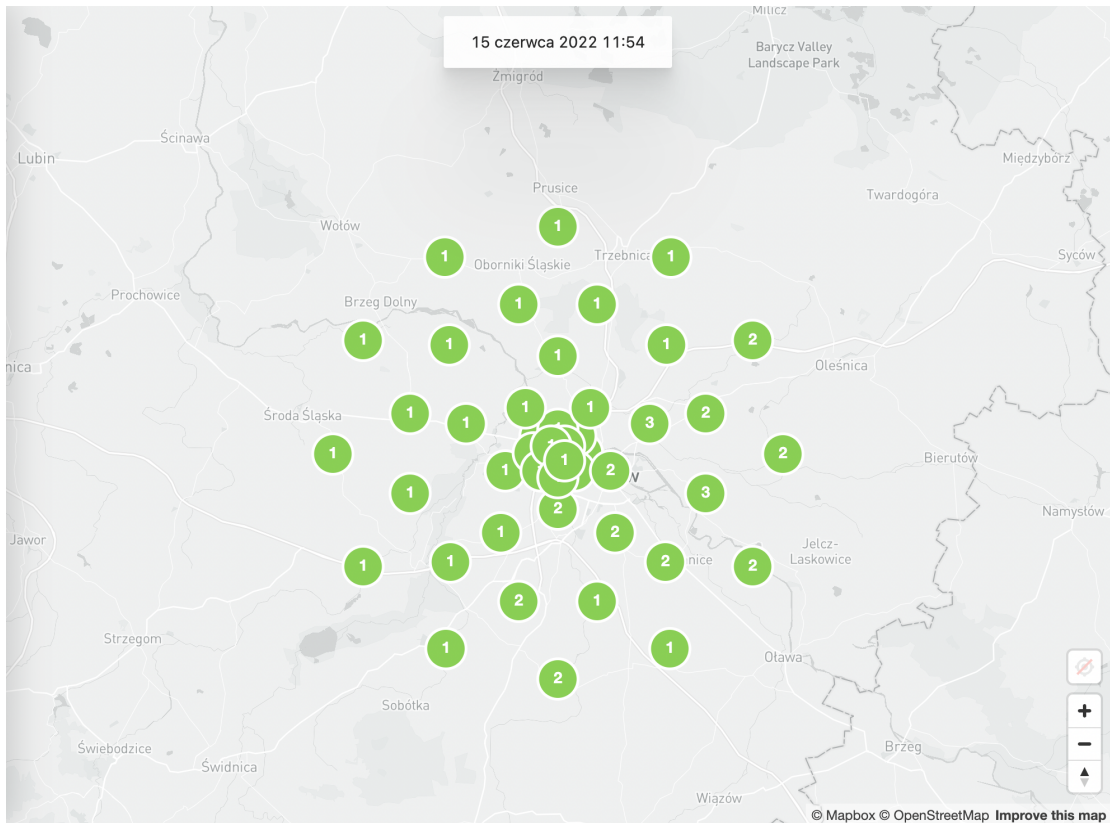 Milicz
15 czerwca 2022 11:54
Barycz Valley
Landscape Park
Żmigród
Ścinawa
Lubin
Międzybórz
Prusice
Twardogóra
Wołów
1
1
1
Trzebnica
Syców
Oborniki Śląskie
Prochowice
Brzeg Dolny
1
1
1
1
1
2
1
Oleśnica
nica
1
1
Środa Śląska
1
2
1
3
1
2
Bierutów
1
1
2
w
1
3
2
Namysłów
1
2
Jawor
Jelcz-
Laskowice
1
2
nice
1
2
2
1
Strzegom
1
1
Oława
2
Sobótka
+
Świebodzice
Brzeg
−
Świdnica
Wiązów
© Mapbox © OpenStreetMap Improve this map